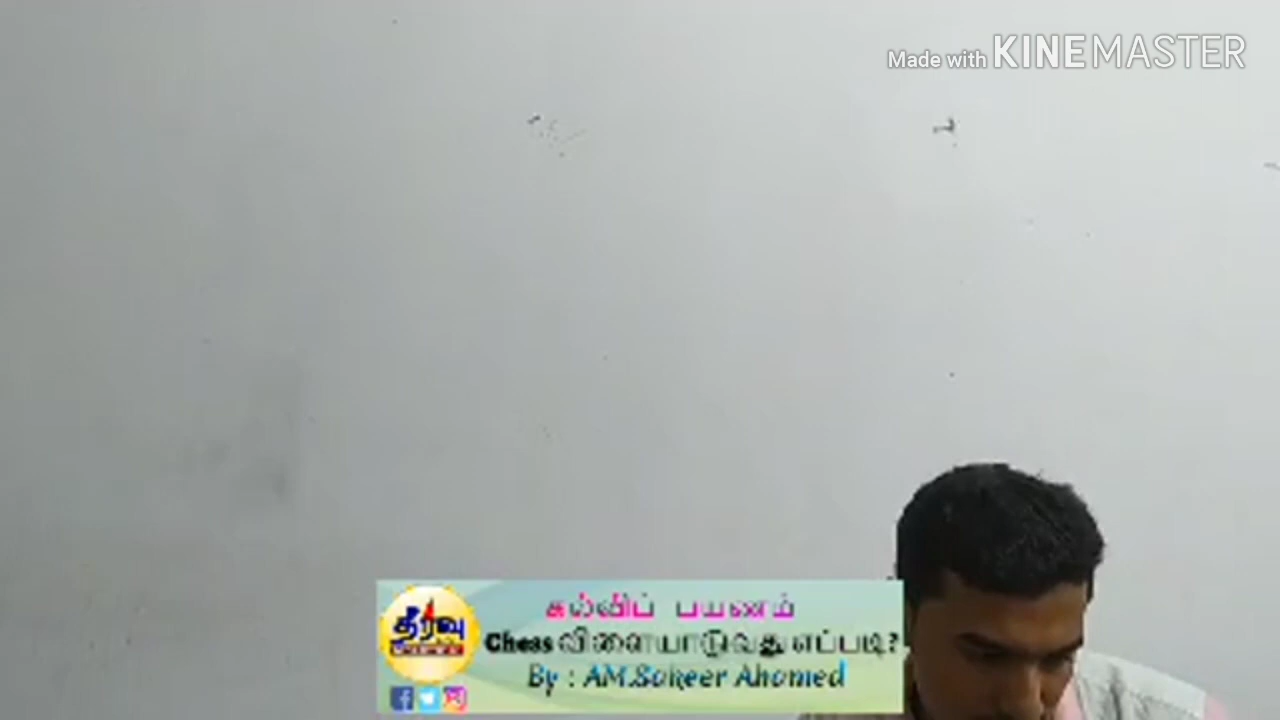 Made with KINEMASTER
கல்விப் பயணம்
தீர்வு
Chess விளையாடுவது எப்படி?
By : AM.Sakeer Ahamed